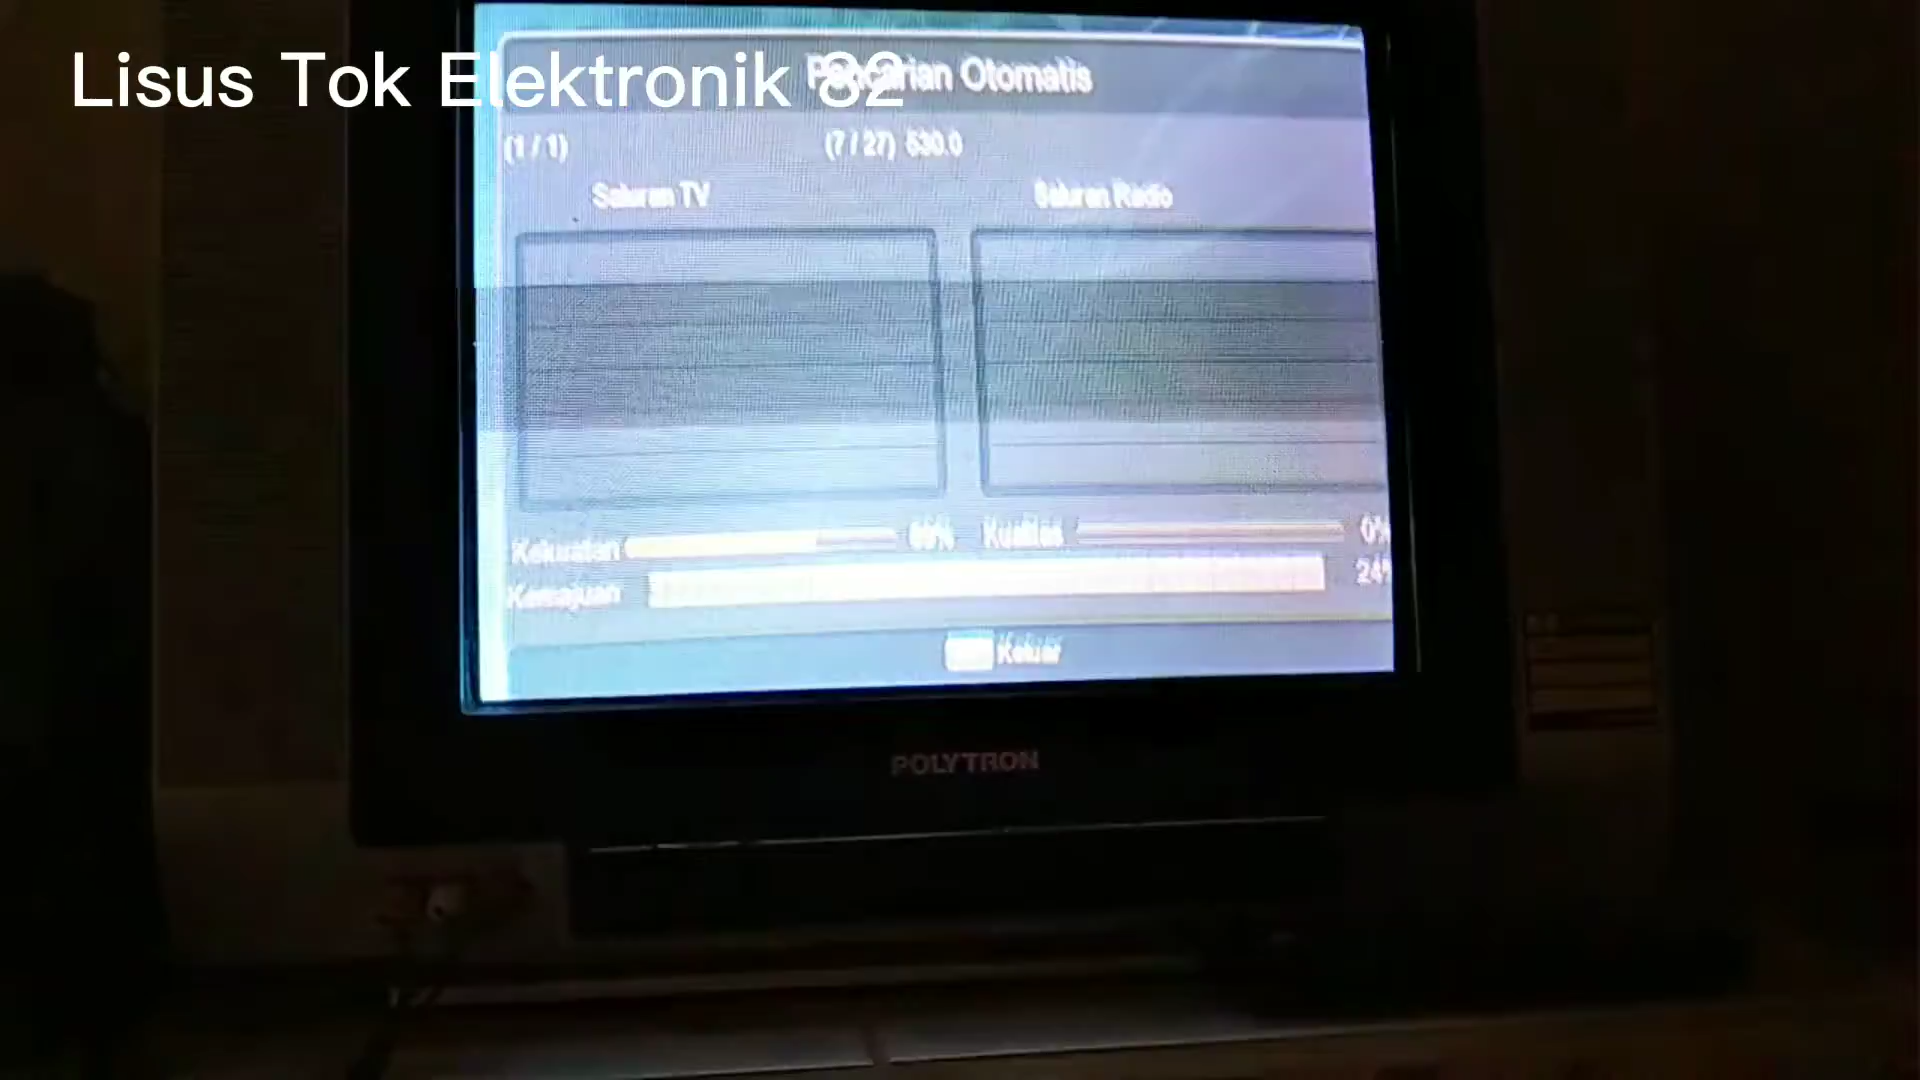 Lisus Tok Elektronik 82
Pencarian Otomatis
(1 / 1) (7 / 27) 530.0
Saluran TV Saluran Radio
Kekuatan Kualitas 0%
Kemajuan 24%
Keluar
POLYTRON